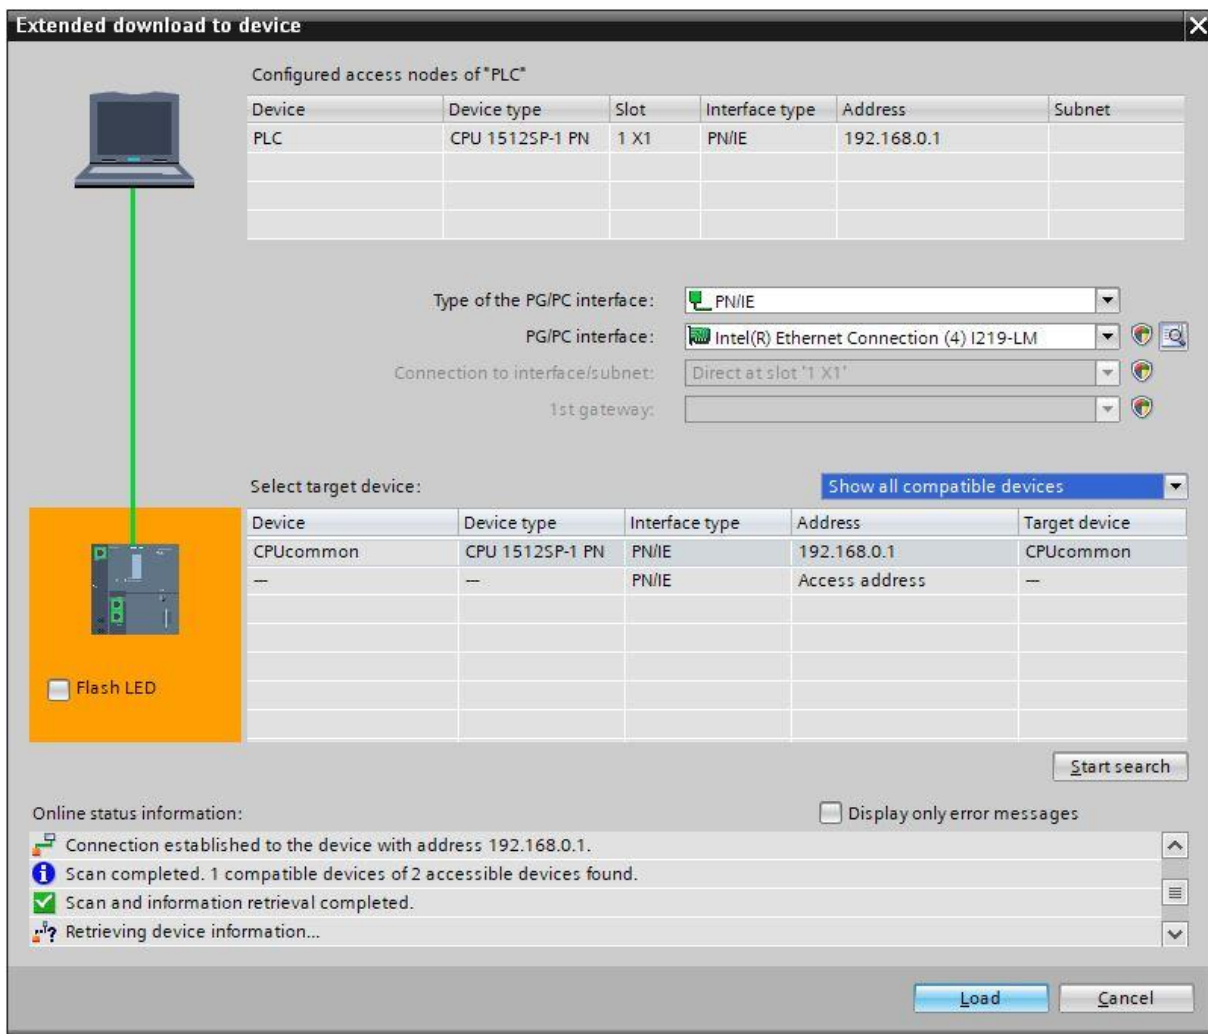 Extended download to device
Configured access nodes of "PLC"
Device Device type Slot Interface type Address Subnet
PLC CPU 1512SP-1 PN 1 X1 PN/IE 192.168.0.1
Type of the PG/PC interface: PN/IE
PG/PC interface: Intel(R) Ethernet Connection (4) I219-LM
Connection to interface/subnet: Direct at slot '1 X1'
1st gateway:
Select target device: Show all compatible devices
Device Device type Interface type Address Target device
CPUcommon CPU 1512SP-1 PN PN/IE 192.168.0.1 CPUcommon
— — PN/IE Access address —
Flash LED
Start search
Online status information: Display only error messages
Connection established to the device with address 192.168.0.1.
Scan completed. 1 compatible devices of 2 accessible devices found.
Scan and information retrieval completed.
Retrieving device information...
Load Cancel